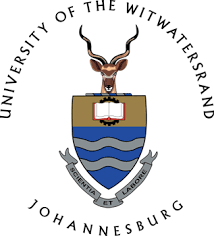 UNIVERSITY OF THE WITWATERSRAND
SCIENTIA ET LABORE
JOHANNESBURG